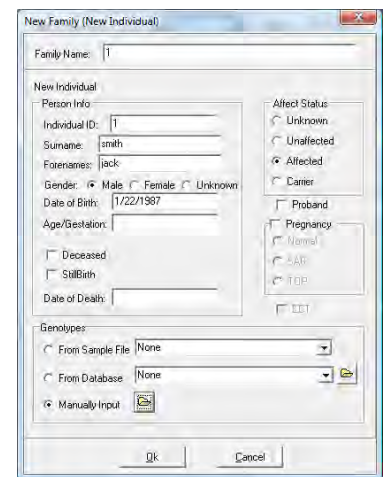 New Family (New Individual)
Family Name: 1
New Individual
Person Info
Individual ID: 1
Surname: smith
Forenames: jack
Gender: Male Female Unknown
Date of Birth: 1/22/1987
Age/Gestation:
Deceased
StillBirth
Date of Death:
Affect Status
Unknown
Unaffected
Affected
Carrier
Proband
Pregnancy
Normal
SAB
TOP
ECT
Genotypes
From Sample File None
From Database None
Manually Input
Ok Cancel